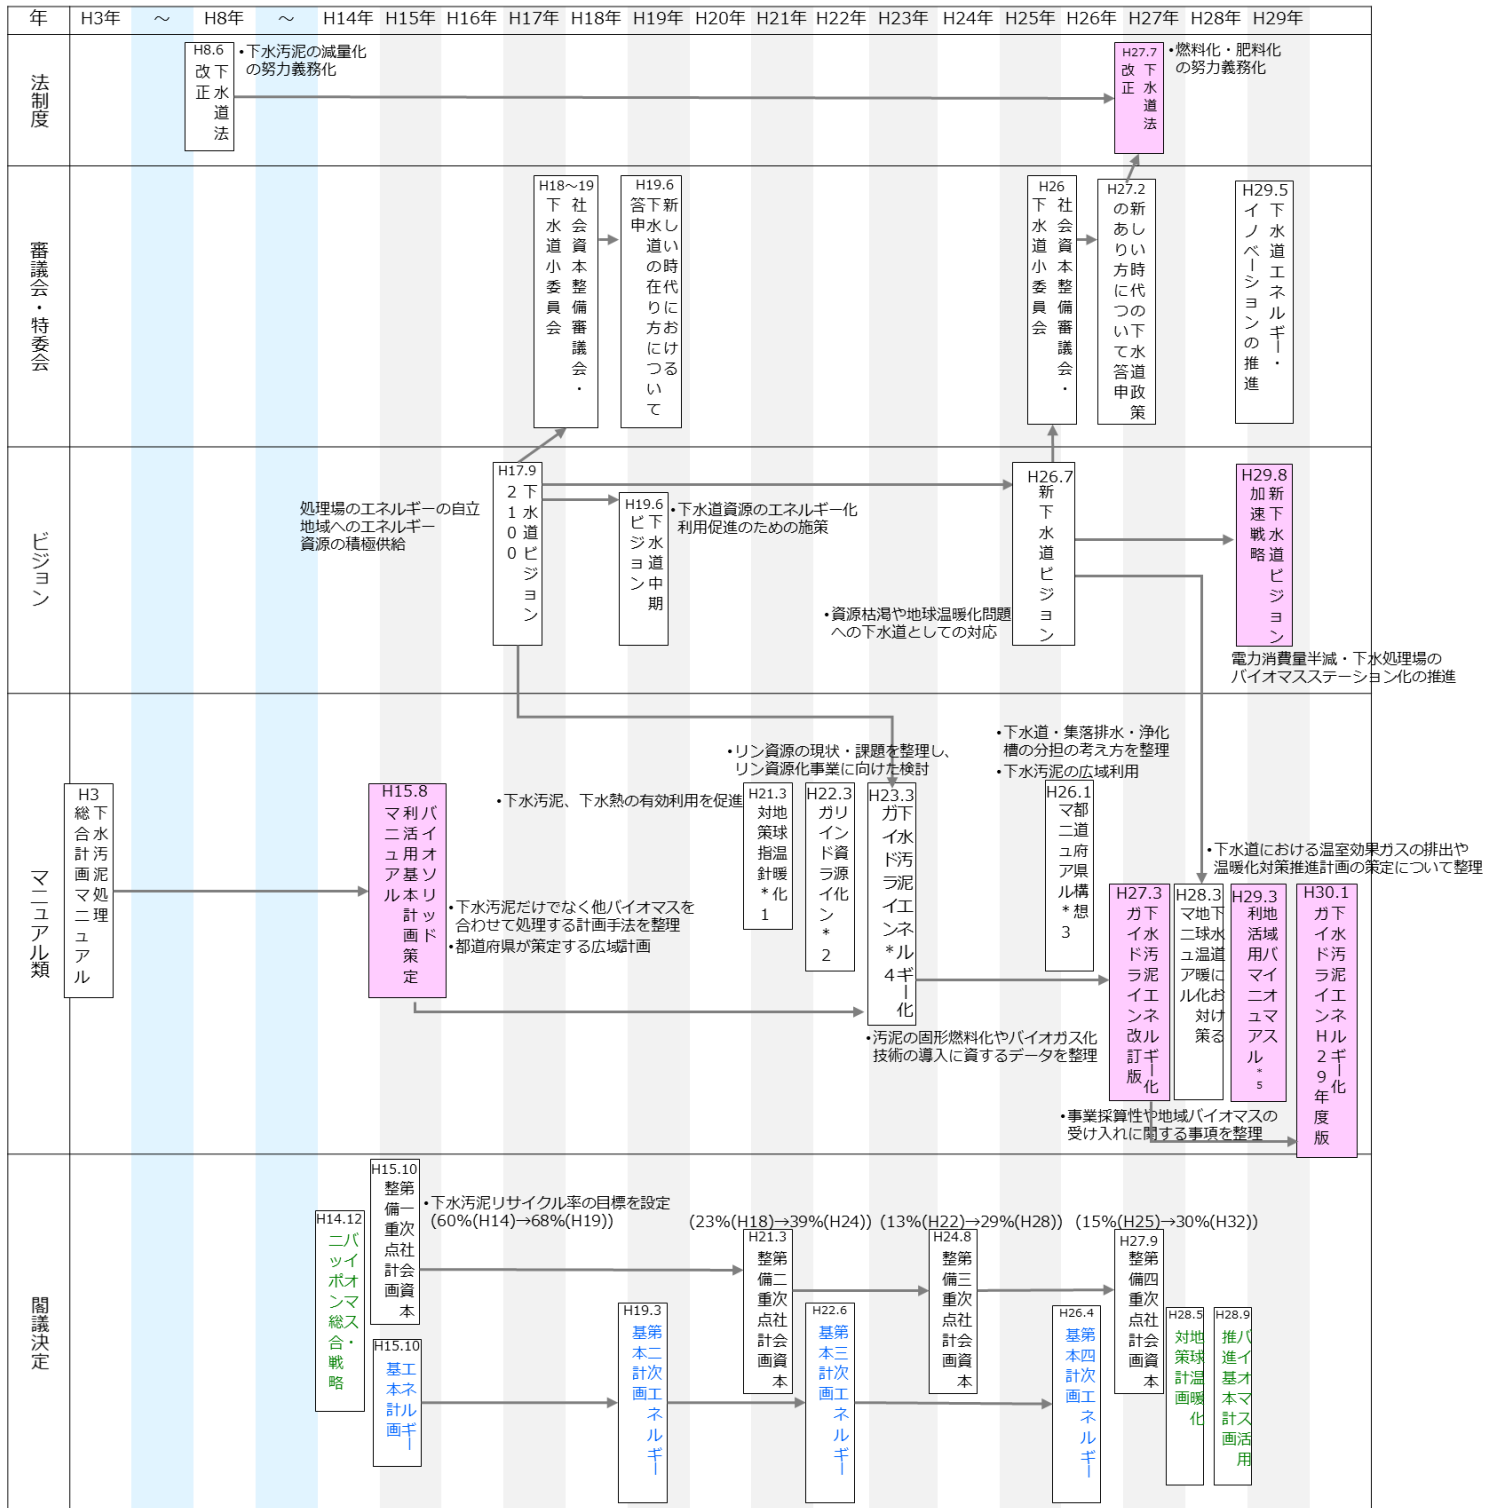 年 H3年 ～ H8年 ～ H14年 H15年 H16年 H17年 H18年 H19年 H20年 H21年 H22年 H23年 H24年 H25年 H26年 H27年 H28年 H29年
法制度
H8.6
下水道法
改正
•下水汚泥の減量化
の努力義務化
H27.7
下水道法
改正
•燃料化・肥料化
の努力義務化
審議会・特委会
H18～19
社会資本整備審議会・
下水道小委員会
H19.6
新しい時代における
下水道の在り方について
答申
H26
社会資本整備審議会・
下水道小委員会
H27.2
新しい時代の下水道政策
のあり方について答申
H29.5
下水道エネルギー・
イノベーションの推進
ビジョン
処理場のエネルギーの自立
地域へのエネルギー
資源の積極供給
H17.9
下水道ビジョン
2100
H19.6
下水道中期
ビジョン
•下水道資源のエネルギー化
利用促進のための施策
•資源枯渇や地球温暖化問題
への下水道としての対応
H26.7
新下水道ビジョン
H29.8
新下水道ビジョン
加速戦略
電力消費量半減・下水処理場の
バイオマスステーション化の推進
マニュアル類
H3
下水汚泥処理
総合計画マニュアル
H15.8
バイオソリッド
利活用基本計画策定
マニュアル
•下水汚泥だけでなく他バイオマスを
合わせて処理する計画手法を整理
•都道府県が策定する広域計画
•下水汚泥、下水熱の有効利用を促進
H21.3
地球温暖化
対策指針*1
•リン資源の現状・課題を整理し、
リン資源化事業に向けた検討
H22.3
リン資源化
ガイドライン*2
H23.3
下水汚泥エネルギー化
ガイドライン*4
•汚泥の固形燃料化やバイオガス化
技術の導入に資するデータを整理
•下水道・集落排水・浄化
槽の分担の考え方を整理
•下水汚泥の広域利用
H26.1
都道府県構想
マニュアル*3
H27.3
下水汚泥エネルギー化
ガイドライン改訂版
•事業採算性や地域バイオマスの
受け入れに関する事項を整理
H28.3
下水道における
地球温暖化対策
マニュアル
•下水道における温室効果ガスの排出や
温暖化対策推進計画の策定について整理
H29.3
地域バイオマス
利活用マニュアル*5
H30.1
下水汚泥エネルギー化
ガイドラインH29年度版
閣議決定
H14.12
バイオマス・
ニッポン総合戦略
H15.10
第一次社会資本
整備重点計画
•下水汚泥リサイクル率の目標を設定
(60%(H14)→68%(H19))
H15.10
エネルギー
基本計画
H19.3
第二次エネルギー
基本計画
(23%(H18)→39%(H24))
H21.3
第二次社会資本
整備重点計画
H22.6
第三次エネルギー
基本計画
(13%(H22)→29%(H28))
H24.8
第三次社会資本
整備重点計画
H26.4
第四次エネルギー
基本計画
(15%(H25)→30%(H32))
H27.9
第四次社会資本
整備重点計画
H28.5
地球温暖化
対策計画
H28.9
バイオマス活用
推進基本計画